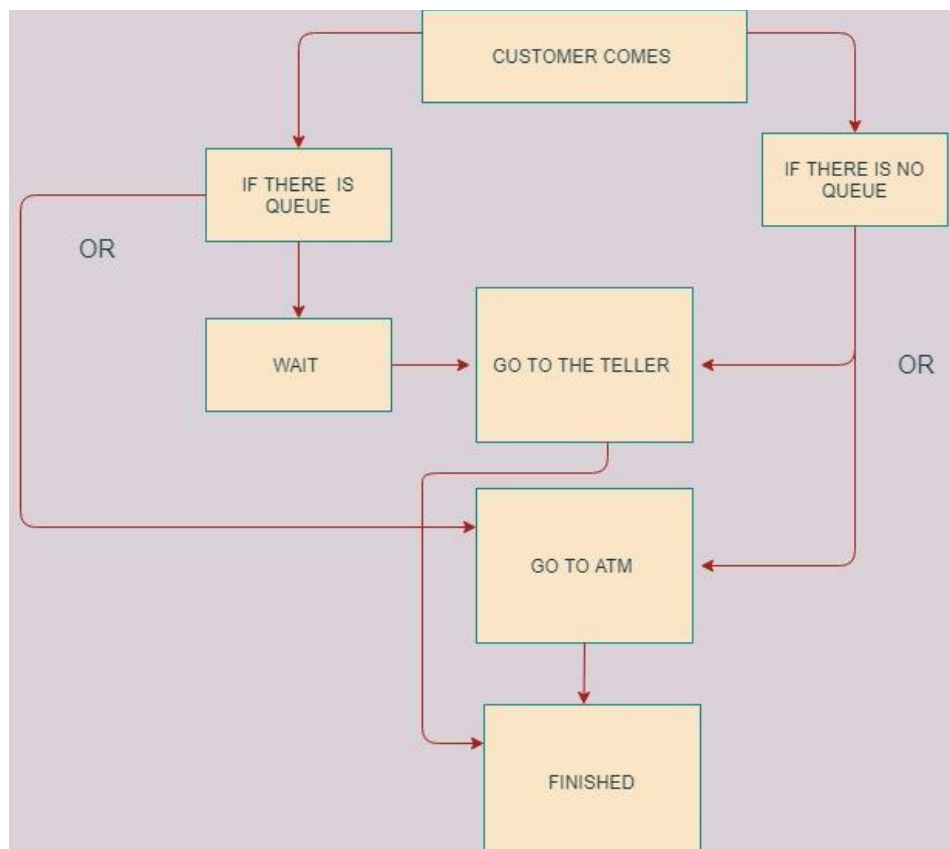 CUSTOMER COMES
IF THERE IS
QUEUE
IF THERE IS NO
QUEUE
OR
WAIT
GO TO THE TELLER
OR
GO TO ATM
FINISHED